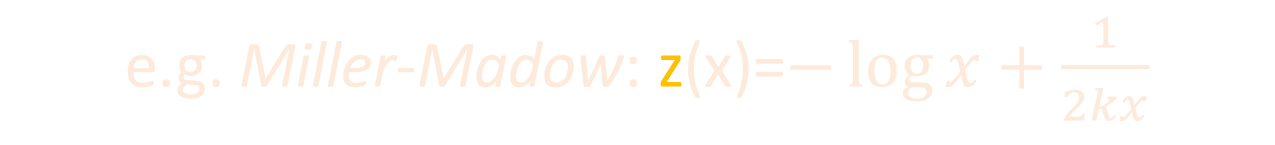 e.g. Miller-Madow: z(x)=− log x + 1/2kx